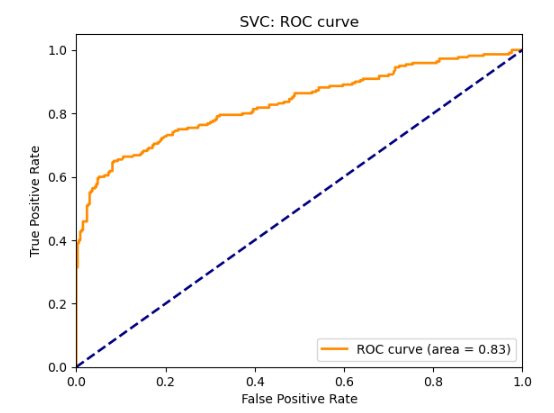 SVC: ROC curve
True Positive Rate
1.0
0.8
0.6
0.4
0.2
0.0
ROC curve (area = 0.83)
0.0 0.2 0.4 0.6 0.8 1.0
False Positive Rate